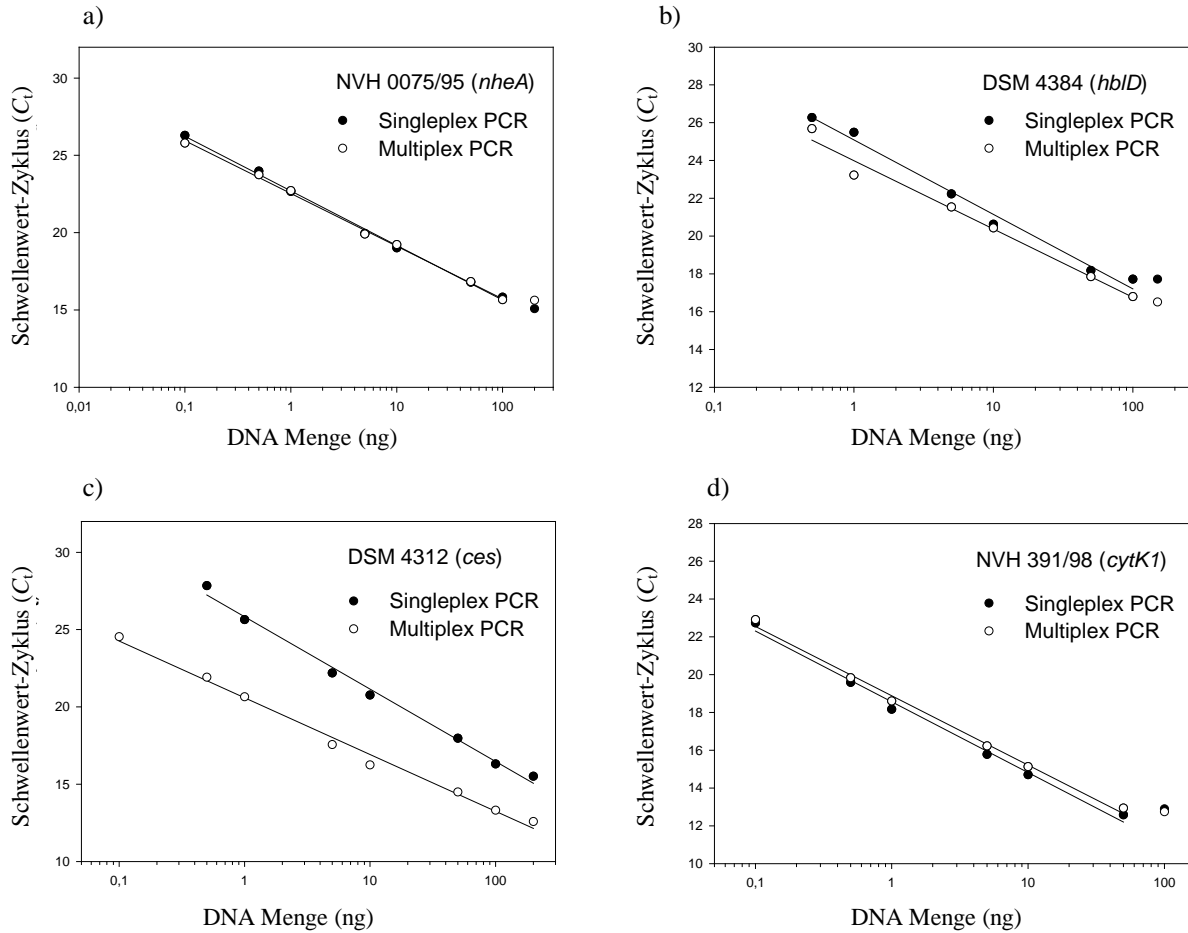 a)
Schwellenwert-Zyklus (Ct)
30
25
20
15
10
NVH 0075/95 (nheA)
Singleplex PCR
Multiplex PCR
0,01
0,1
1
10
100
DNA Menge (ng)
b)
Schwellenwert-Zyklus (Ct)
30
28
26
24
22
20
18
16
14
12
DSM 4384 (hblD)
Singleplex PCR
Multiplex PCR
0,1
1
10
100
DNA Menge (ng)
c)
Schwellenwert-Zyklus (Ct)
30
25
20
15
10
DSM 4312 (ces)
Singleplex PCR
Multiplex PCR
0,1
1
10
100
DNA Menge (ng)
d)
Schwellenwert-Zyklus (Ct)
28
26
24
22
20
18
16
14
12
10
NVH 391/98 (cytK1)
Singleplex PCR
Multiplex PCR
0,1
1
10
100
DNA Menge (ng)